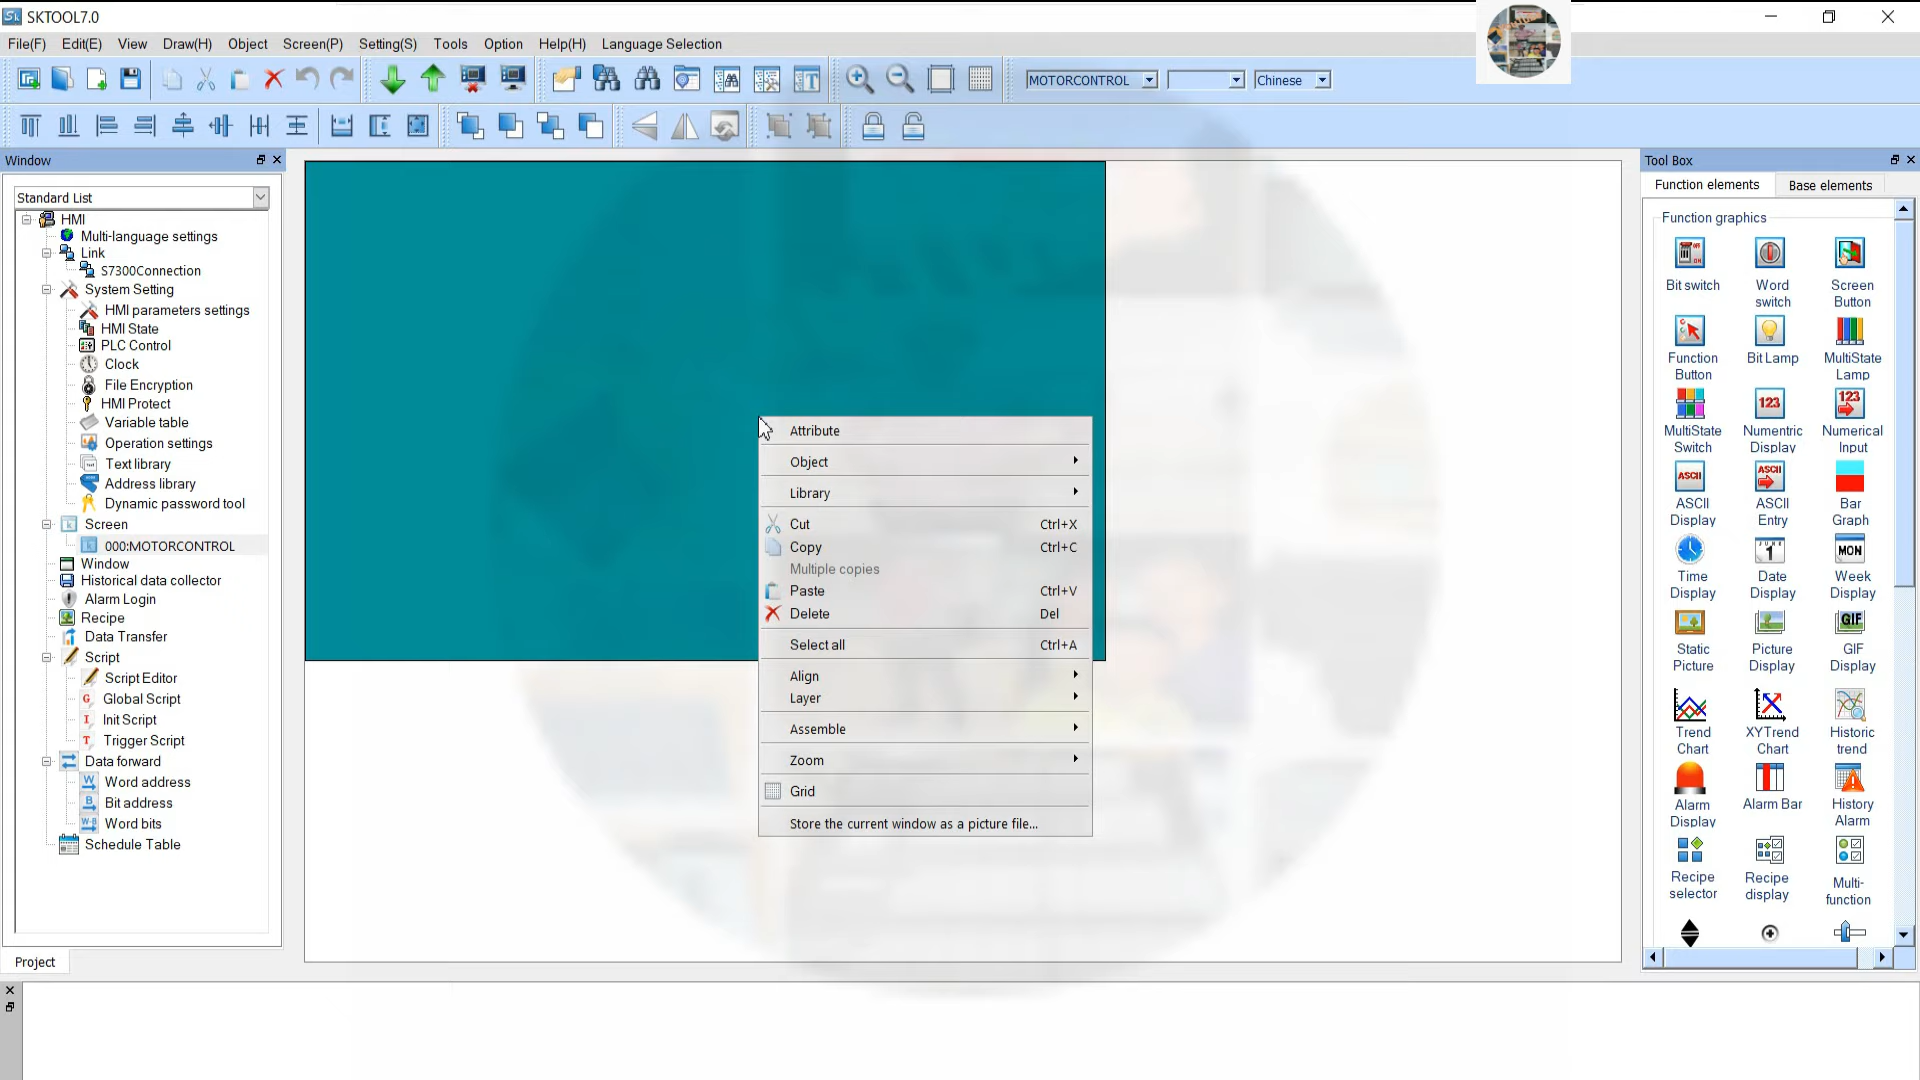 SKTOOL7.0
File(F) Edit(E) View Draw(H) Object Screen(P) Setting(S) Tools Option Help(H) Language Selection
MOTORCONTROL Chinese
Window
Standard List
HMI
Multi-language settings
Link
S7300Connection
System Setting
HMI parameters settings
HMI State
PLC Control
Clock
File Encryption
HMI Protect
Variable table
Operation settings
Text library
Address library
Dynamic password tool
Screen
000:MOTORCONTROL
Window
Historical data collector
Alarm Login
Recipe
Data Transfer
Script
Script Editor
Global Script
Init Script
Trigger Script
Data forward
Word address
Bit address
Word bits
Schedule Table
Project
Attribute
Object
Library
Cut Ctrl+X
Copy Ctrl+C
Multiple copies
Paste Ctrl+V
Delete Del
Select all Ctrl+A
Align
Layer
Assemble
Zoom
Grid
Store the current window as a picture file...
Tool Box
Function elements Base elements
Function graphics
Bit switch
Word switch
Screen Button
Function Button
Bit Lamp
MultiState Lamp
MultiState Switch
123
Numentric Display
123
Numerical Input
ASCII
ASCII Display
ASCII
ASCII Entry
Bar Graph
Time Display
Date Display
MON
Week Display
Static Picture
Picture Display
GIF
GIF Display
Trend Chart
XYTrend Chart
Historic trend
Alarm Display
Alarm Bar
History Alarm
Recipe selector
Recipe display
Multi-function